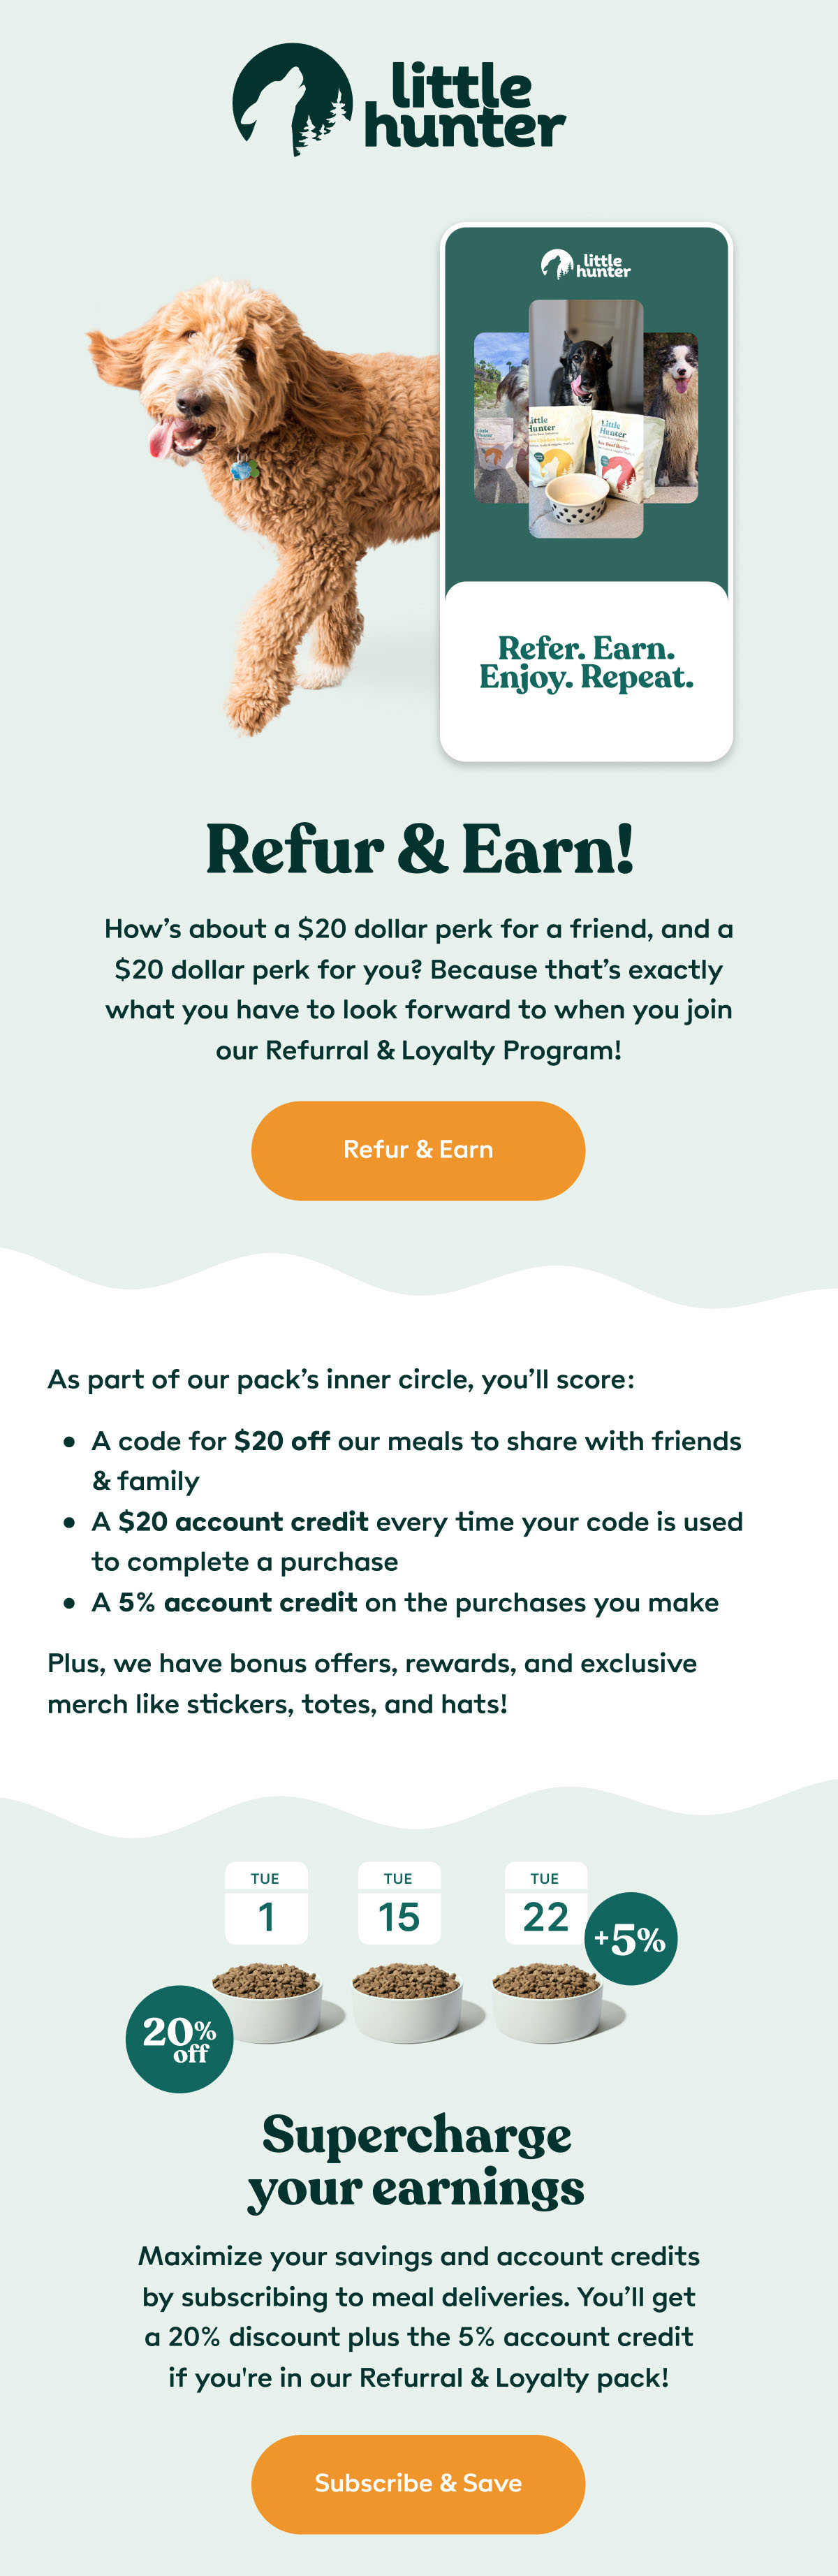 little
hunter
little
hunter
Little
Hunter
Little
Hunter
Refer. Earn.
Enjoy. Repeat.
Refur & Earn!
How’s about a $20 dollar perk for a friend, and a
$20 dollar perk for you? Because that’s exactly
what you have to look forward to when you join
our Refurral & Loyalty Program!
Refur & Earn
As part of our pack’s inner circle, you’ll score:
• A code for $20 off our meals to share with friends
& family
• A $20 account credit every time your code is used
to complete a purchase
• A 5% account credit on the purchases you make
Plus, we have bonus offers, rewards, and exclusive
merch like stickers, totes, and hats!
TUE TUE TUE
1 15 22
+5%
20%
off
Supercharge
your earnings
Maximize your savings and account credits
by subscribing to meal deliveries. You’ll get
a 20% discount plus the 5% account credit
if you're in our Refurral & Loyalty pack!
Subscribe & Save